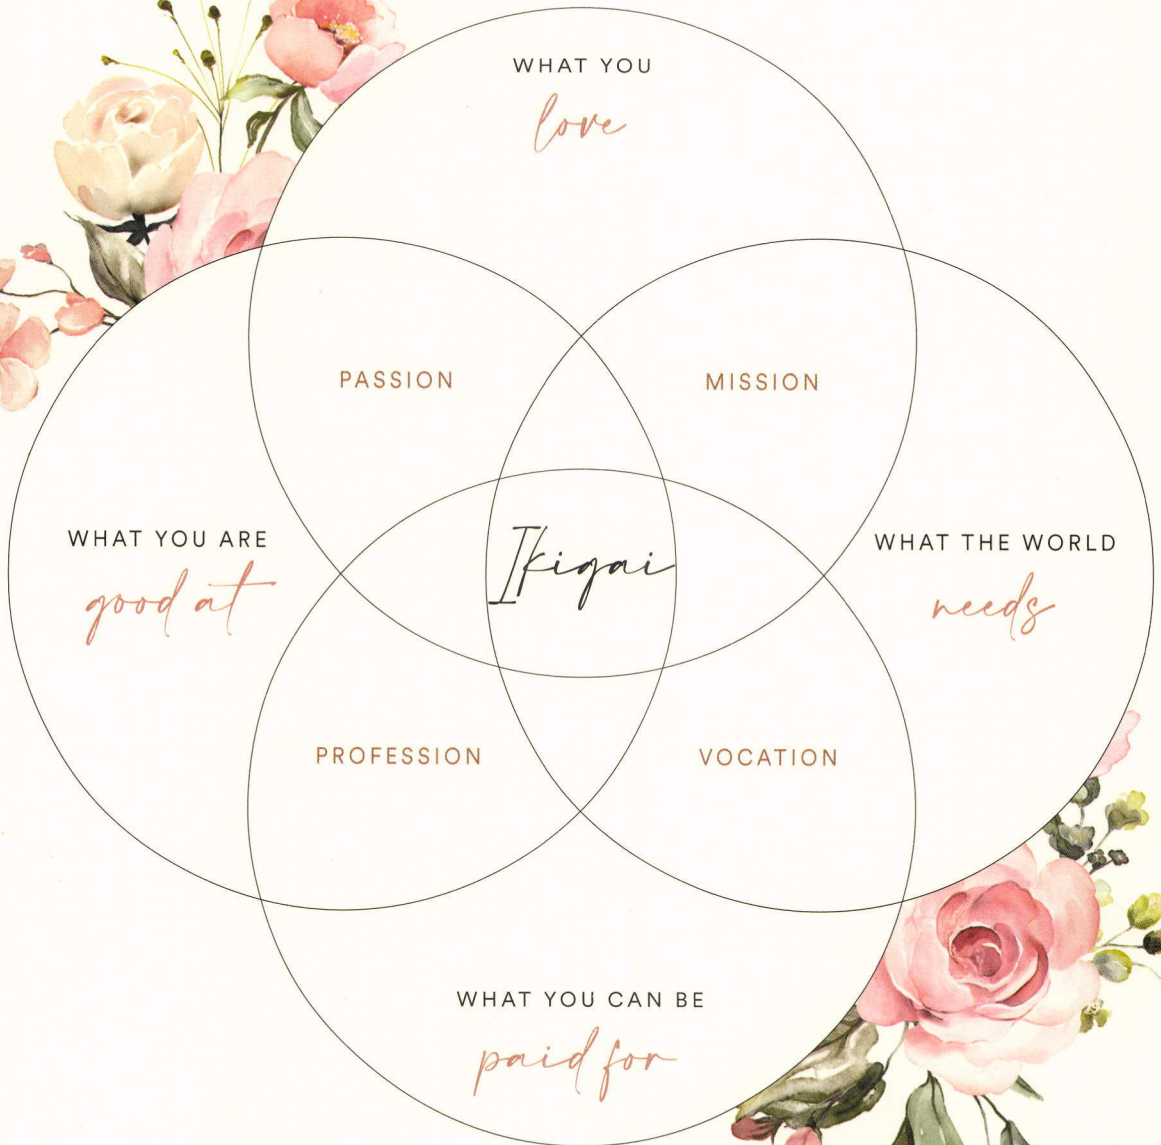 WHAT YOU
love
PASSION
MISSION
WHAT YOU ARE
good at
Ikigai
WHAT THE WORLD
needs
PROFESSION
VOCATION
WHAT YOU CAN BE
paid for